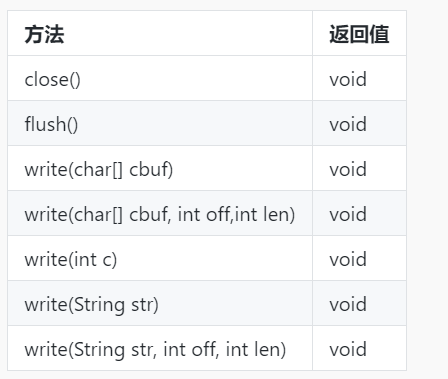 方法 返回值
close() void
flush() void
write(char[] cbuf) void
write(char[] cbuf, int off,int len) void
write(int c) void
write(String str) void
write(String str, int off, int len) void